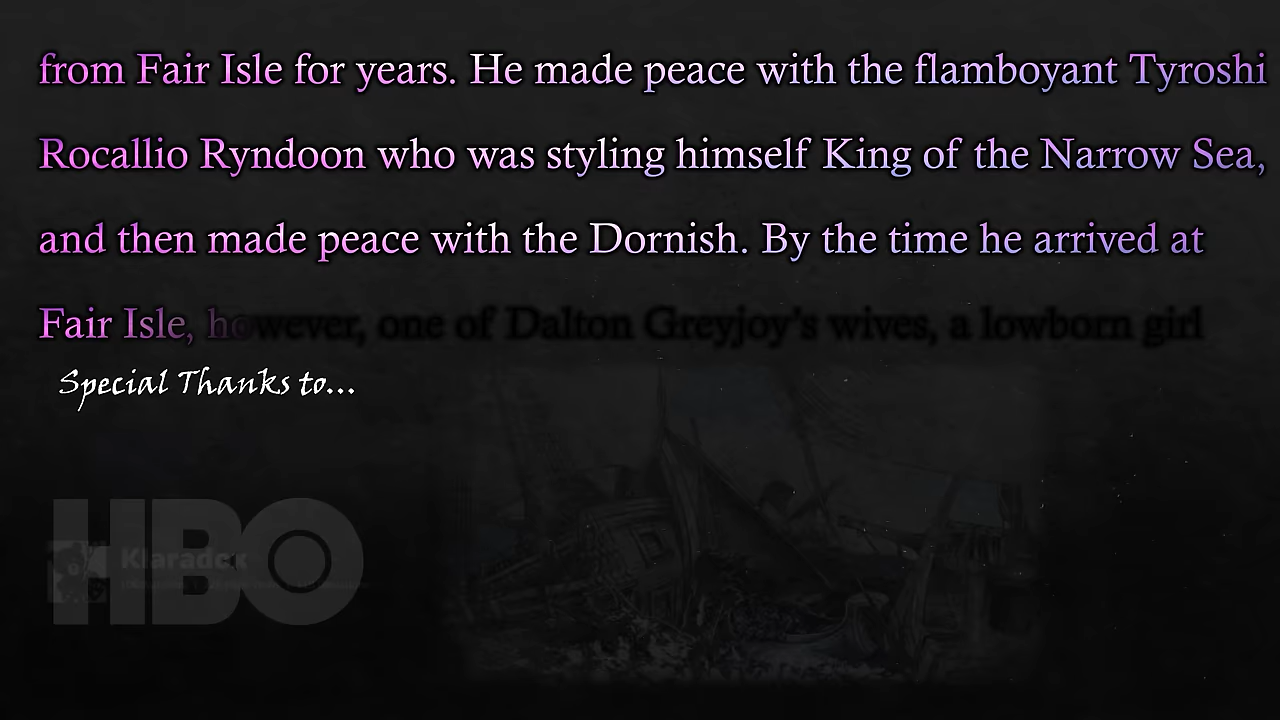 from Fair Isle for years. He made peace with the flamboyant Tyroshi
Rocallio Ryndoon who was styling himself King of the Narrow Sea,
and then made peace with the Dornish. By the time he arrived at
Fair Isle, however, one of Dalton Greyjoy's wives, a lowborn girl
Special Thanks to...
HBO
Klaradox